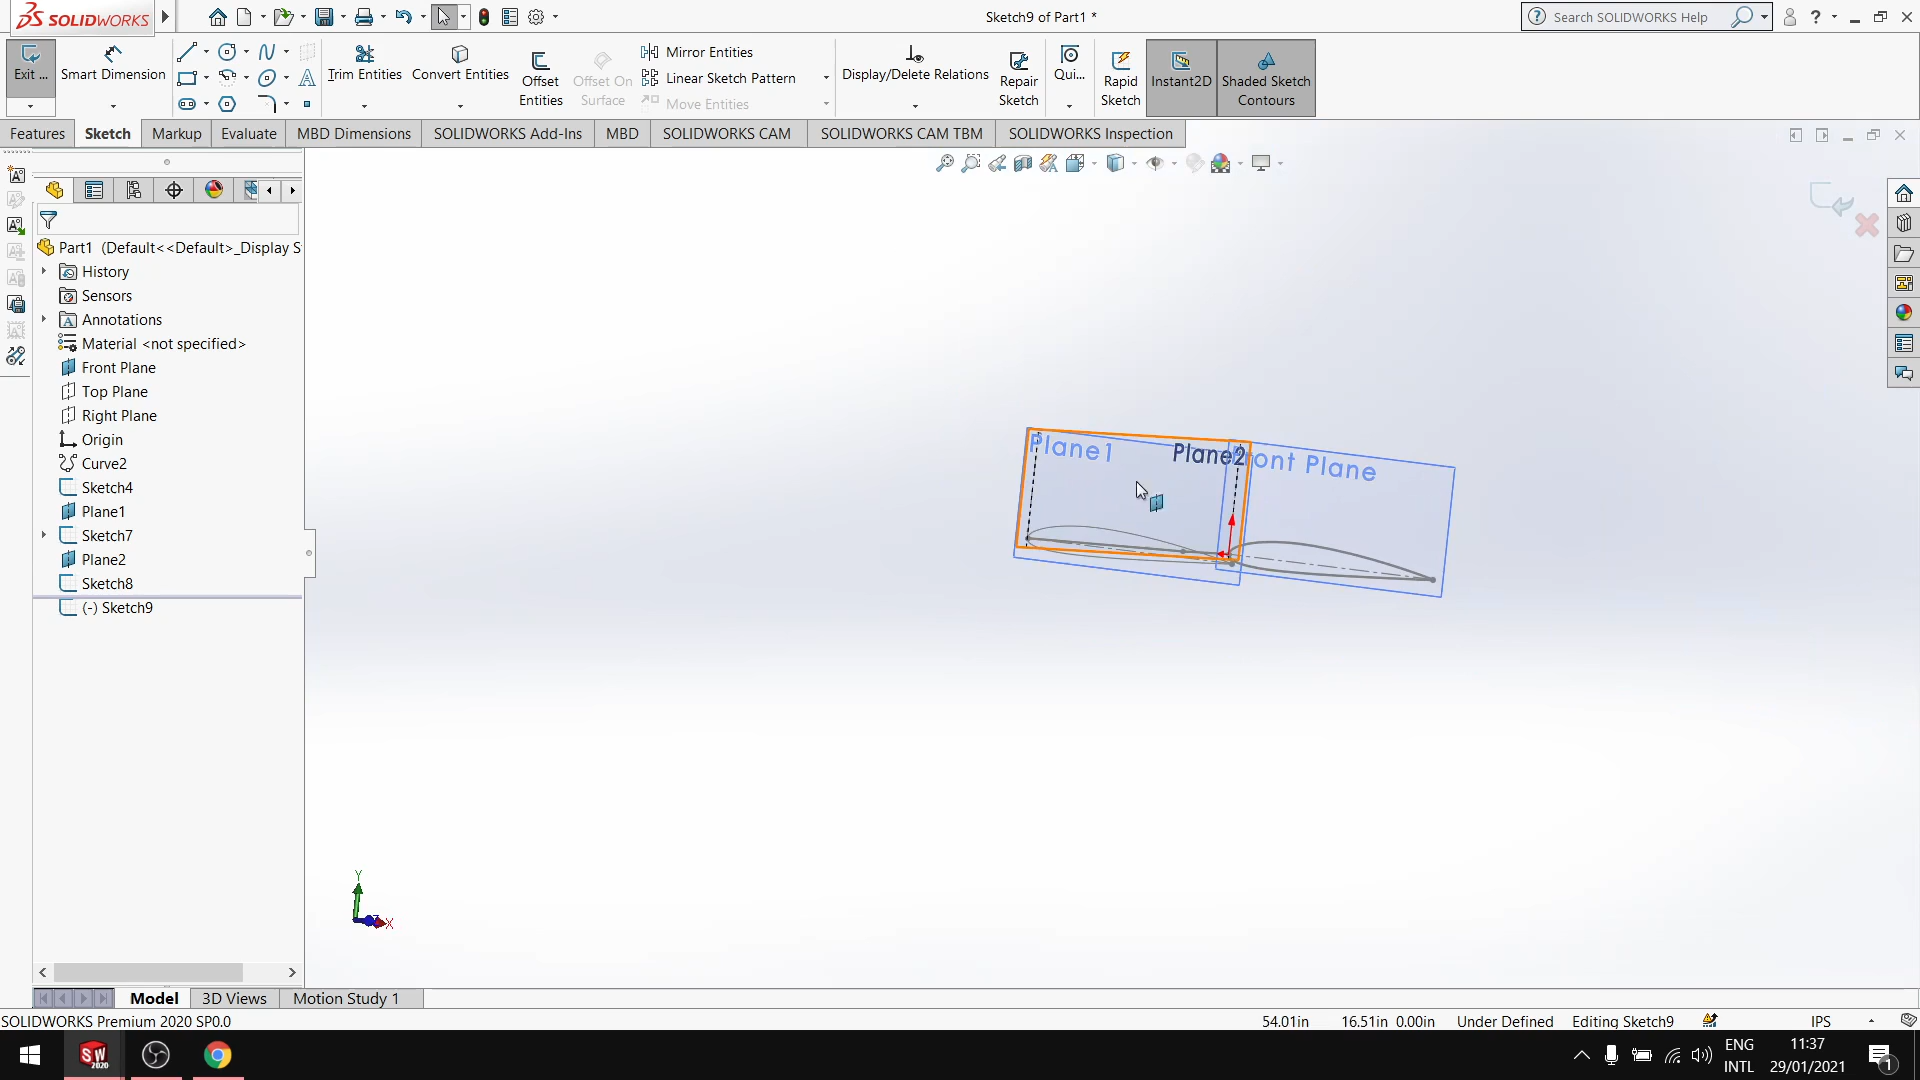 SOLIDWORKS
Sketch9 of Part1 *
Search SOLIDWORKS Help
Exit ...
Smart Dimension
Trim Entities
Convert Entities
Offset Entities
Offset On Surface
Mirror Entities
Linear Sketch Pattern
Move Entities
Display/Delete Relations
Repair Sketch
Qui...
Rapid Sketch
Instant2D
Shaded Sketch Contours
Features
Sketch
Markup
Evaluate
MBD Dimensions
SOLIDWORKS Add-Ins
MBD
SOLIDWORKS CAM
SOLIDWORKS CAM TBM
SOLIDWORKS Inspection
Part1 (Default<<Default>_Display S
History
Sensors
Annotations
Material <not specified>
Front Plane
Top Plane
Right Plane
Origin
Curve2
Sketch4
Plane1
Sketch7
Plane2
Sketch8
(-) Sketch9
Plane1
Plane2
Front Plane
Y
X
Model
3D Views
Motion Study 1
SOLIDWORKS Premium 2020 SP0.0
54.01in
16.51in
0.00in
Under Defined
Editing Sketch9
IPS
SW
2020
ENG
INTL
11:37
29/01/2021
1